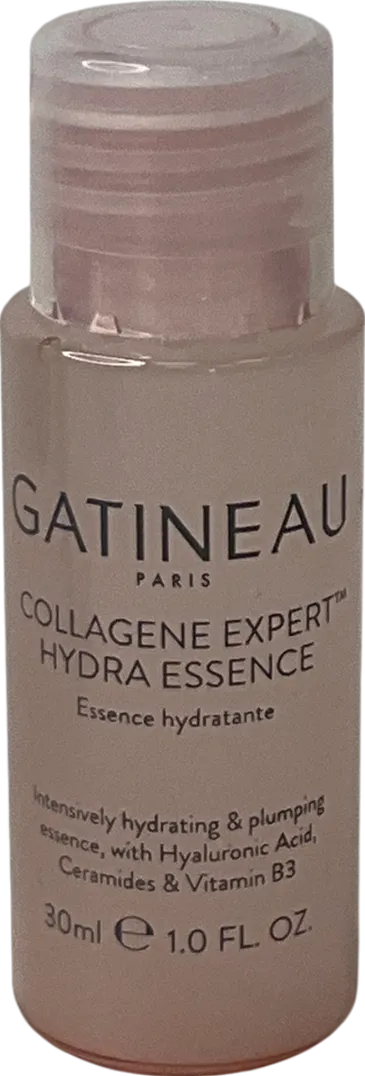 GATINEAU
PARIS
COLLAGENE EXPERT™
HYDRA ESSENCE
Essence hydratante
Intensively hydrating & plumping
essence, with Hyaluronic Acid,
Ceramides & Vitamin B3
30ml ℮ 1.0 FL. OZ.